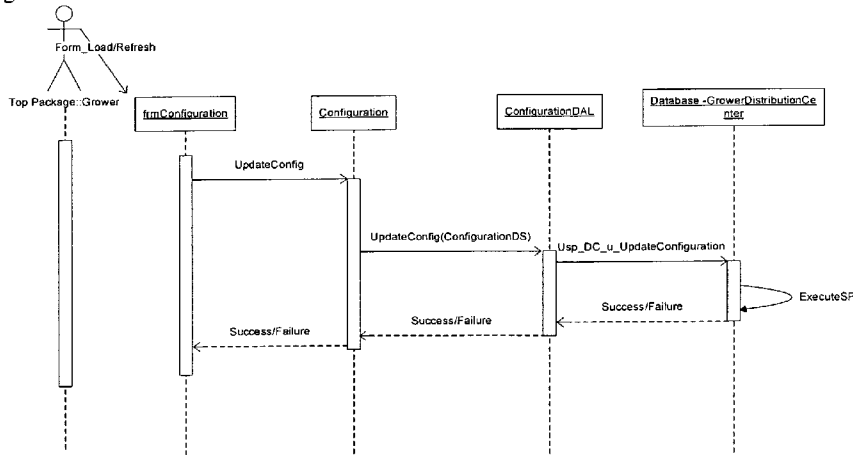 Form_Load/Refresh
Top Package::Grower
frmConfiguration
Configuration
ConfigurationDAL
Database -GrowerDistributionCe
nter
UpdateConfig
UpdateConfig(ConfigurationDS)
Usp_DC_u_UpdateConfiguration
ExecuteSP
Success/Failure
Success/Failure
Success/Failure